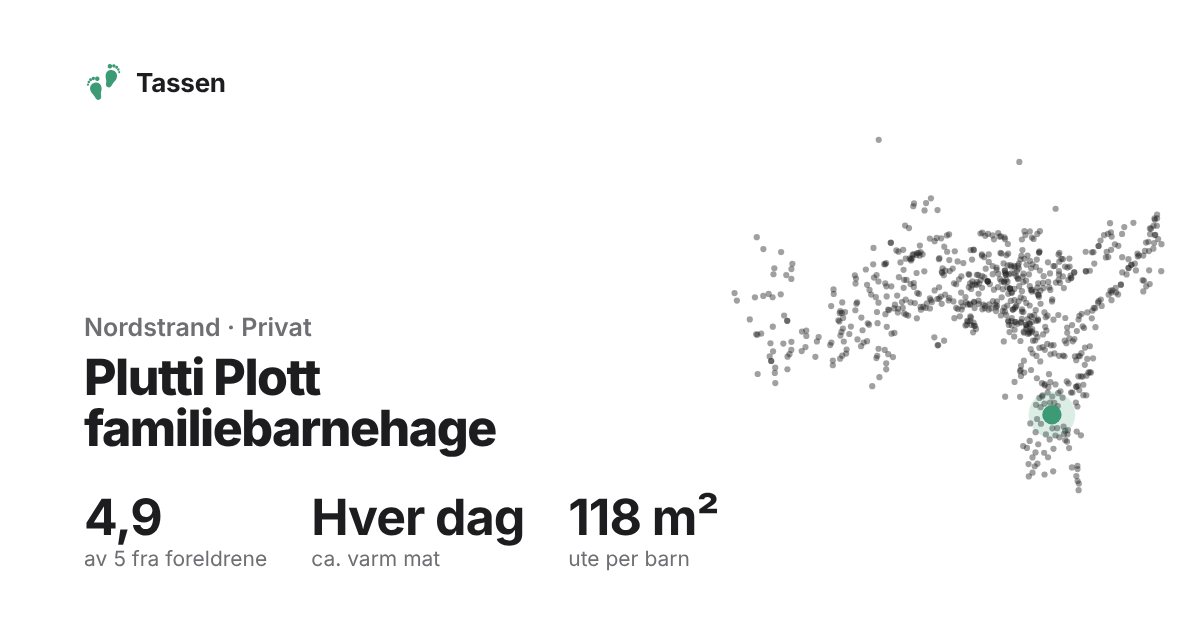 Tassen
Nordstrand · Privat
Plutti Plott
familiebarnehage
4,9
av 5 fra foreldrene
Hver dag
ca. varm mat
118 m²
ute per barn